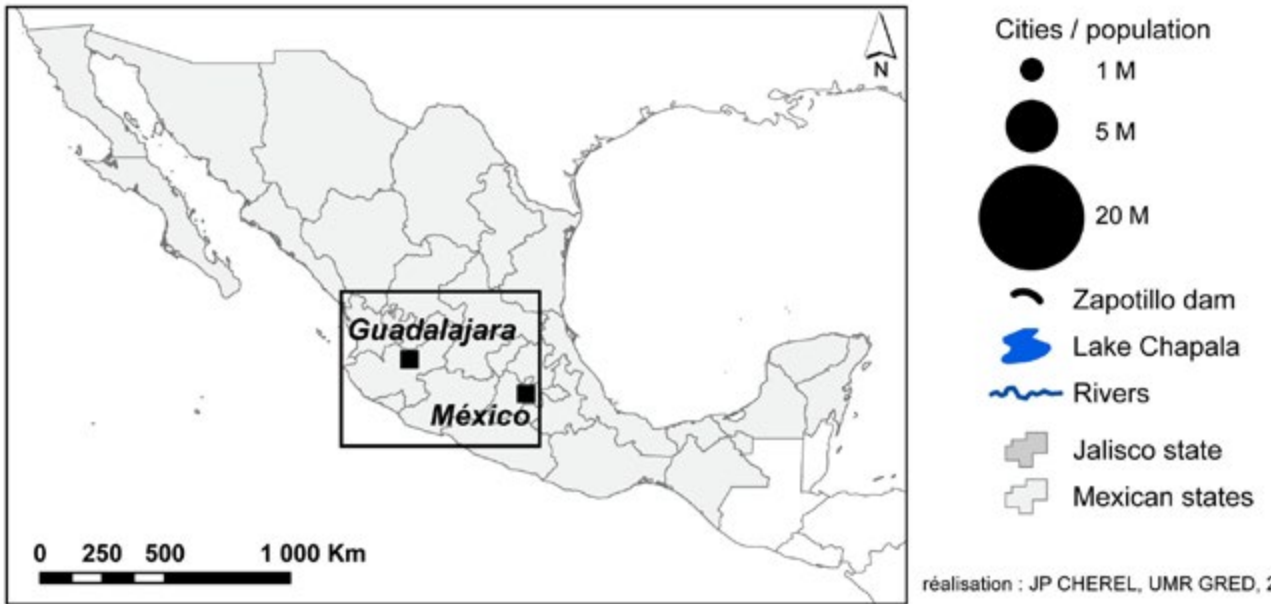 N
Guadalajara
México
0 250 500 1 000 Km
Cities / population
1 M
5 M
20 M
Zapotillo dam
Lake Chapala
Rivers
Jalisco state
Mexican states
réalisation : JP CHEREL, UMR GRED,